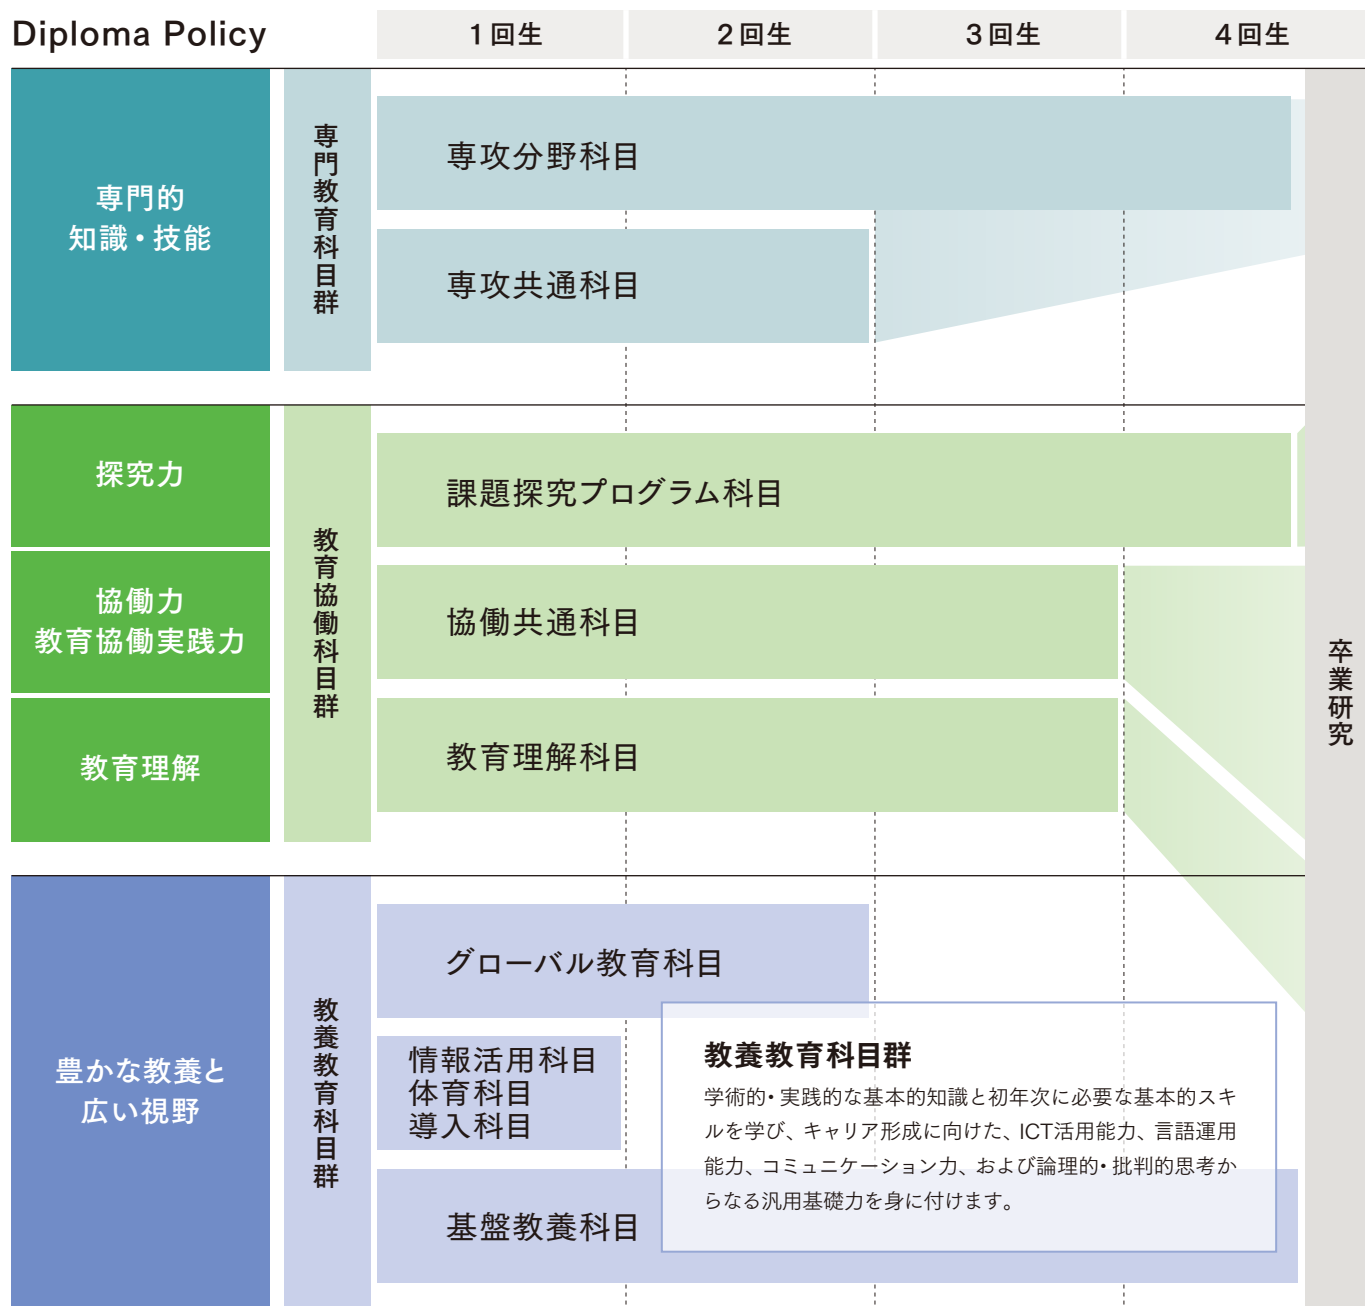 Diploma Policy
1回生
2回生
3回生
4回生
専門的
知識・技能
専門教育科目群
専攻分野科目
専攻共通科目
探究力
協働力
教育協働実践力
教育理解
教育協働科目群
課題探究プログラム科目
協働共通科目
教育理解科目
卒業研究
豊かな教養と
広い視野
教養教育科目群
グローバル教育科目
情報活用科目
体育科目
導入科目
基盤教養科目
教養教育科目群
学術的・実践的な基本的知識と初年次に必要な基本的スキ
ルを学び、キャリア形成に向けた、ICT活用能力、言語運用
能力、コミュニケーション力、および論理的・批判的思考か
らなる汎用基礎力を身に付けます。